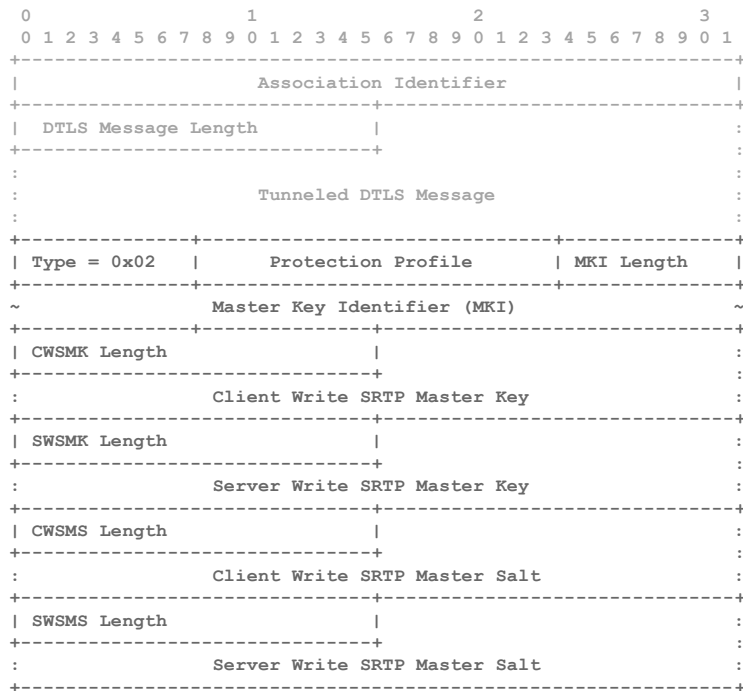 0                   1                   2                   3
 0 1 2 3 4 5 6 7 8 9 0 1 2 3 4 5 6 7 8 9 0 1 2 3 4 5 6 7 8 9 0 1
+---------------------------------------------------------------+
|                     Association Identifier                    |
+-------------------------------+-------------------------------+
|  DTLS Message Length          |                               :
+-------------------------------+                               :
:                                                               :
:                     Tunneled DTLS Message                     :
:                                                               :
+---------------+-------------------------------+---------------+
| Type = 0x02   |      Protection Profile       | MKI Length    |
+---------------+-------------------------------+---------------+
~                 Master Key Identifier (MKI)                   ~
+---------------+---------------+-------------------------------+
| CWSMK Length                  |                               :
+-------------------------------+                               :
:                 Client Write SRTP Master Key                  :
+-------------------------------+-------------------------------+
| SWSMK Length                  |                               :
+-------------------------------+                               :
:                 Server Write SRTP Master Key                  :
+-------------------------------+-------------------------------+
| CWSMS Length                  |                               :
+-------------------------------+                               :
:                 Client Write SRTP Master Salt                 :
+-------------------------------+-------------------------------+
| SWSMS Length                  |                               :
+-------------------------------+                               :
:                 Server Write SRTP Master Salt                 :
+---------------------------------------------------------------+